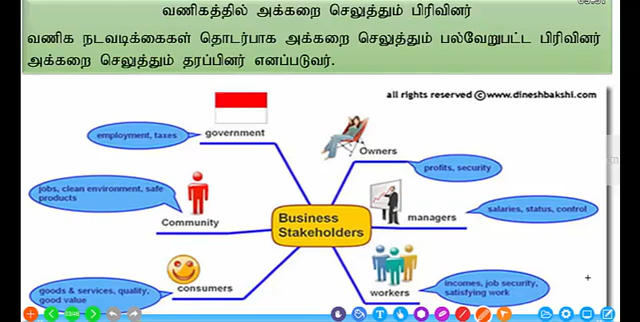 வணிகத்தில் அக்கறை செலுத்தும் பிரிவினர்
வணிக நடவடிக்கைகள் தொடர்பாக அக்கறை செலுத்தும் பல்வேறுபட்ட பிரிவினர்
அக்கறை செலுத்தும் தரப்பினர் எனப்படுவர்.
all rights reserved ©www.dineshbakshi.com
employment, taxes
government
Owners
profits, security
jobs, clean environment, safe
products
Community
Business
Stakeholders
managers
salaries, status, control
goods & services, quality,
good value
consumers
workers
incomes, job security,
satisfying work